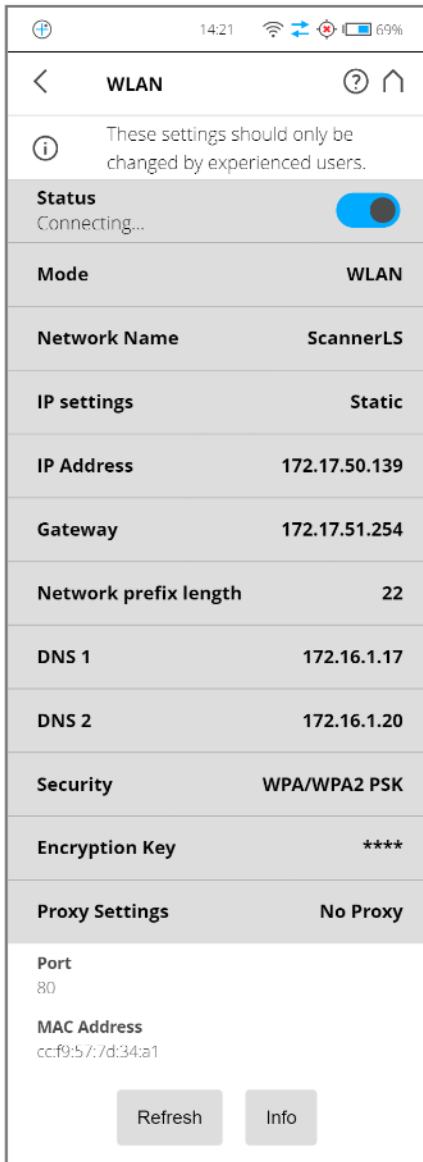 14:21 69%
WLAN
These settings should only be
changed by experienced users.
Status
Connecting...
Mode WLAN
Network Name ScannerLS
IP settings Static
IP Address 172.17.50.139
Gateway 172.17.51.254
Network prefix length 22
DNS 1 172.16.1.17
DNS 2 172.16.1.20
Security WPA/WPA2 PSK
Encryption Key ****
Proxy Settings No Proxy
Port
80
MAC Address
cc:f9:57:7d:34:a1
Refresh Info